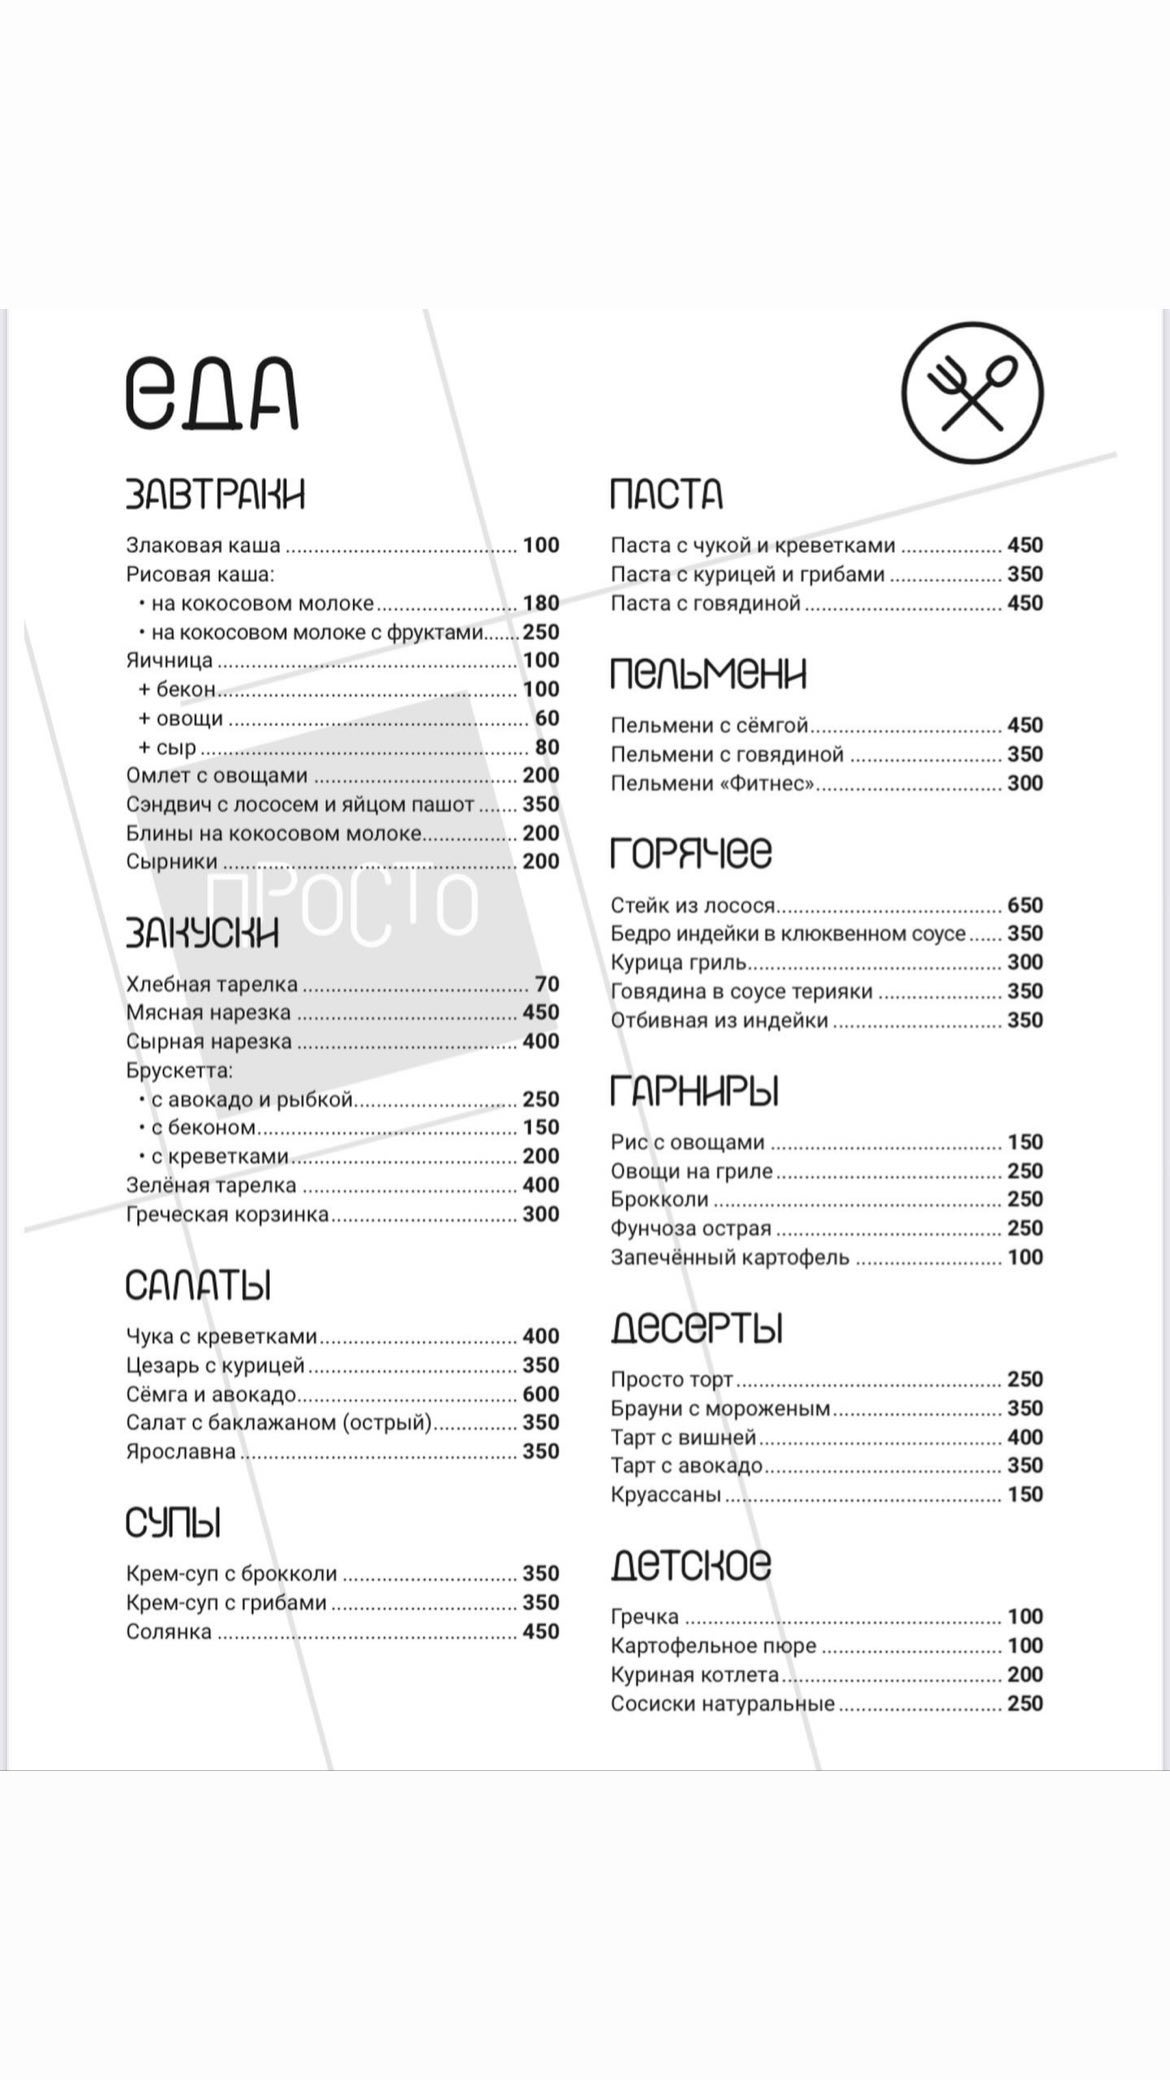 еда
ЗАВТРАКИ
Злаковая каша ........................................ 100
Рисовая каша:
• на кокосовом молоке........................ 180
• на кокосовом молоке с фруктами...... 250
Яичница .................................................... 100
+ бекон.................................................... 100
+ овощи .................................................... 60
+ сыр ......................................................... 80
Омлет с овощами ................................... 200
Сэндвич с лососем и яйцом пашот ....... 350
Блины на кокосовом молоке................ 200
Сырники ................................................... 200
просто
ЗАКУСКИ
Хлебная тарелка ....................................... 70
Мясная нарезка ...................................... 450
Сырная нарезка ...................................... 400
Брускетта:
• с авокадо и рыбкой............................ 250
• с беконом............................................. 150
• с креветками....................................... 200
Зелёная тарелка ..................................... 400
Греческая корзинка................................ 300
САЛАТЫ
Чука с креветками.................................. 400
Цезарь с курицей.................................... 350
Сёмга и авокадо...................................... 600
Салат с баклажаном (острый).............. 350
Ярославна................................................ 350
СУПЫ
Крем-суп с брокколи .............................. 350
Крем-суп с грибами ................................ 350
Солянка .................................................... 450
ПАСТА
Паста с чукой и креветками ................. 450
Паста с курицей и грибами ................... 350
Паста с говядиной .................................. 450
Пельмени
Пельмени с сёмгой................................. 450
Пельмени с говядиной .......................... 350
Пельмени «Фитнес»................................ 300
ГОРЯЧее
Стейк из лосося....................................... 650
Бедро индейки в клюквенном соусе...... 350
Курица гриль............................................ 300
Говядина в соусе терияки ..................... 350
Отбивная из индейки ............................. 350
ГАРНИРЫ
Рис с овощами ........................................ 150
Овощи на гриле....................................... 250
Брокколи .................................................. 250
Фунчоза острая ....................................... 250
Запечённый картофель ......................... 100
Десерты
Просто торт.............................................. 250
Брауни с мороженым............................. 350
Тарт с вишней.......................................... 400
Тарт с авокадо......................................... 350
Круассаны................................................ 150
Детское
Гречка ....................................................... 100
Картофельное пюре ............................... 100
Куриная котлета...................................... 200
Сосиски натуральные............................ 250